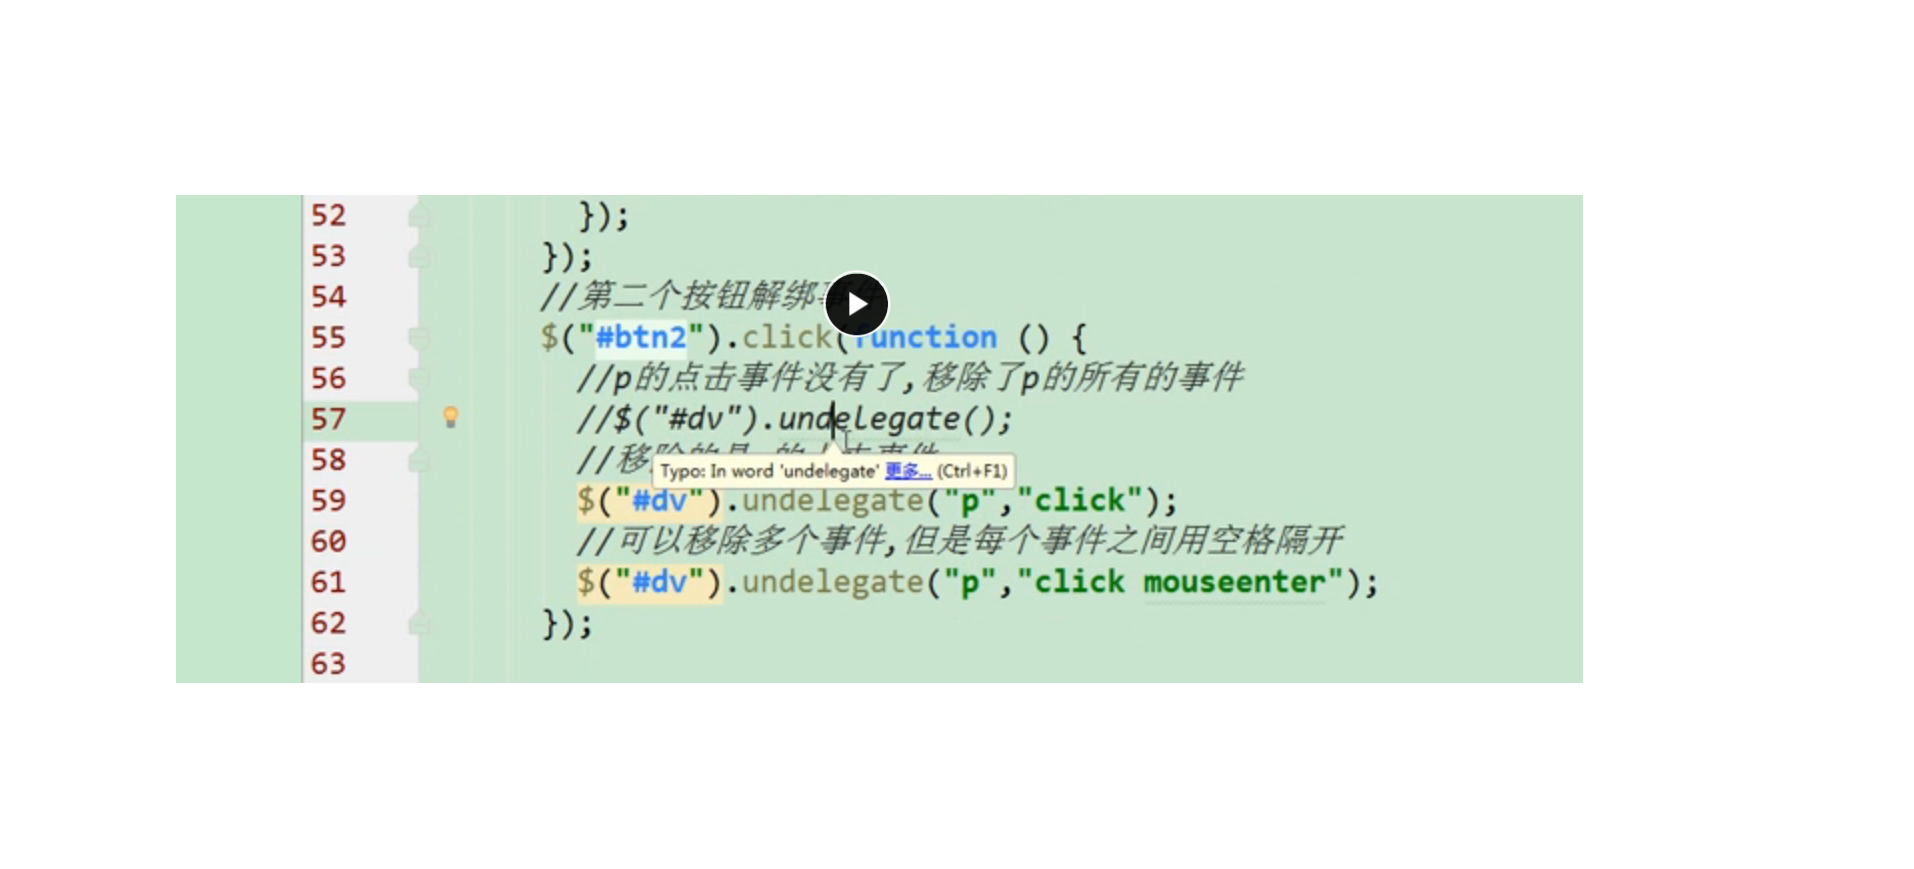 52 });
53 });
54 //第二个按钮解绑
55 $("#btn2").click(function () {
56 //p的点击事件没有了,移除了p的所有的事件
57 //$("#dv").undelegate();
58 //移
Typo: In word 'undelegate' 更多... (Ctrl+F1)
59 $("#dv").undelegate("p","click");
60 //可以移除多个事件,但是每个事件之间用空格隔开
61 $("#dv").undelegate("p","click mouseenter");
62 });
63